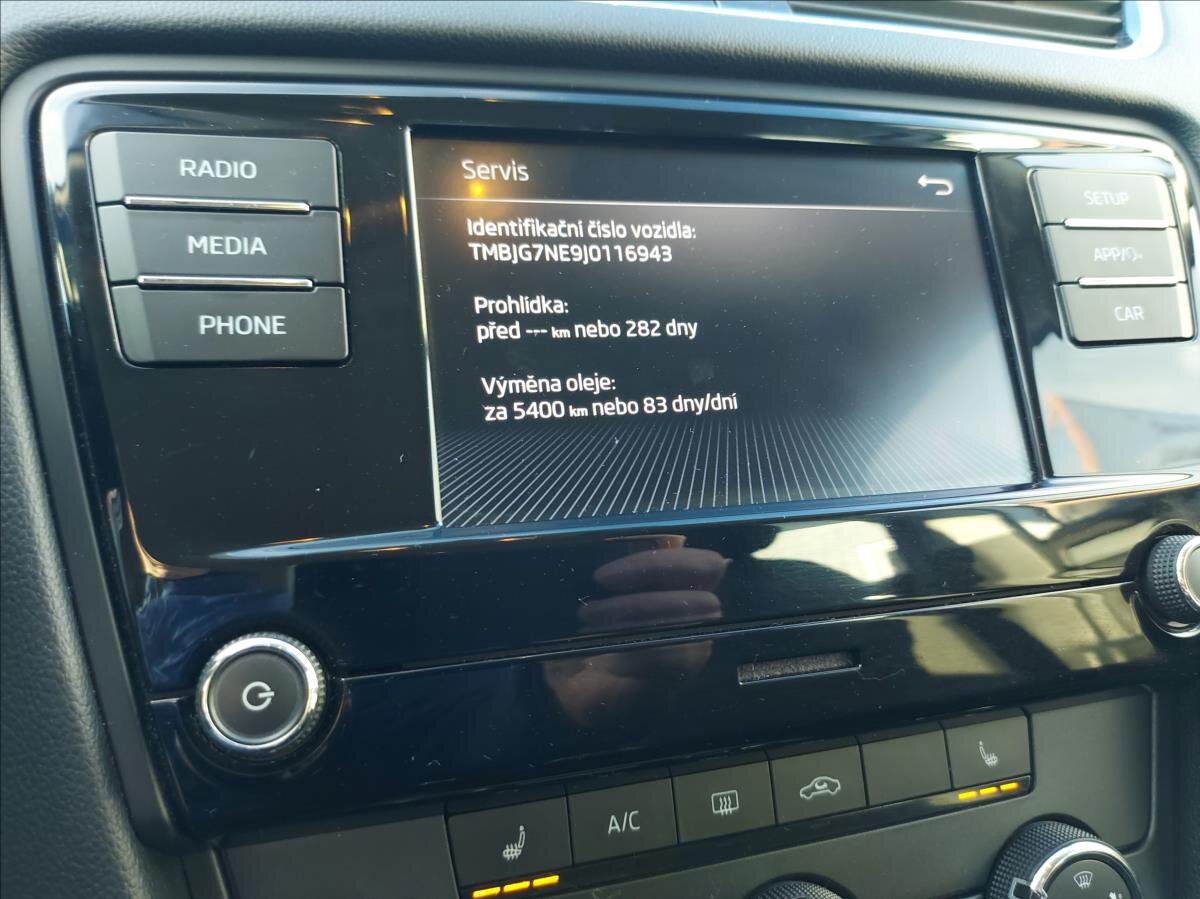 RADIO
MEDIA
PHONE
Servis
Identifikační číslo vozidla:
TMBJG7NE9J0116943
Prohlídka:
před --- km nebo 282 dny
Výměna oleje:
za 5400 km nebo 83 dny/dní
SETUP
APP/
CAR
A/C